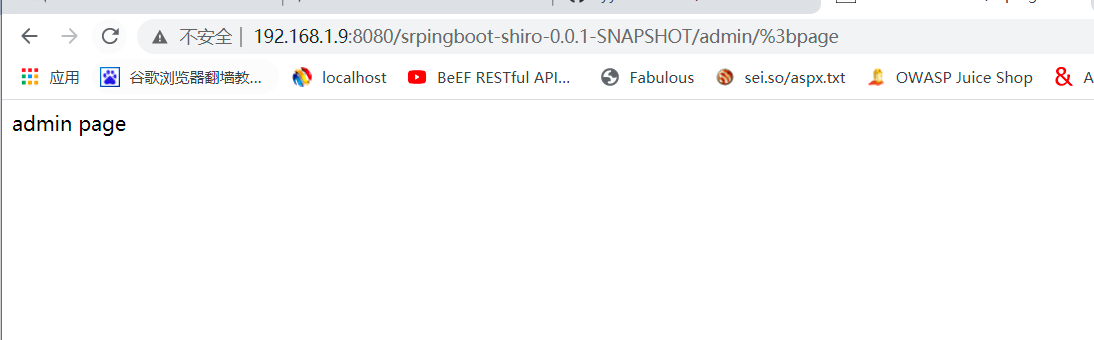 不安全 | 192.168.1.9:8080/srpingboot-shiro-0.0.1-SNAPSHOT/admin/%3bpage
应用 谷歌浏览器翻墙教... localhost BeEF RESTful API... Fabulous sei.so/aspx.txt OWASP Juice Shop & A
admin page